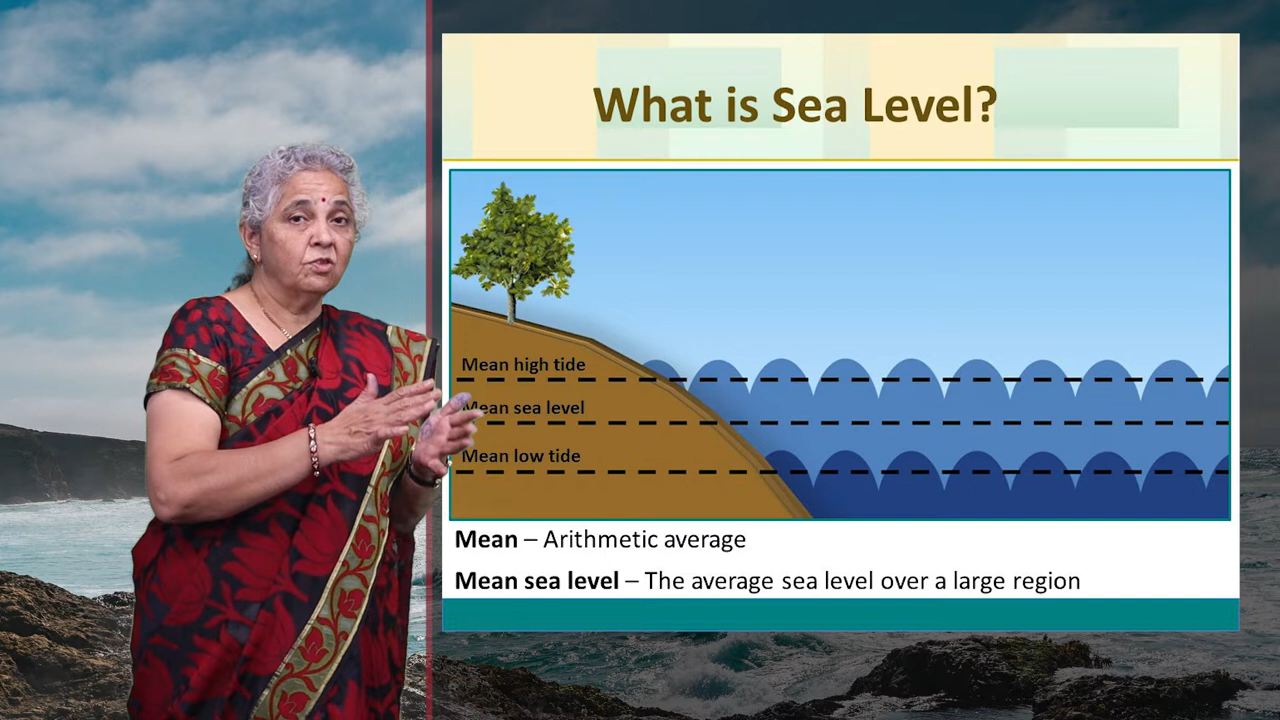 What is Sea Level?
Mean high tide
Mean sea level
Mean low tide
Mean – Arithmetic average
Mean sea level – The average sea level over a large region